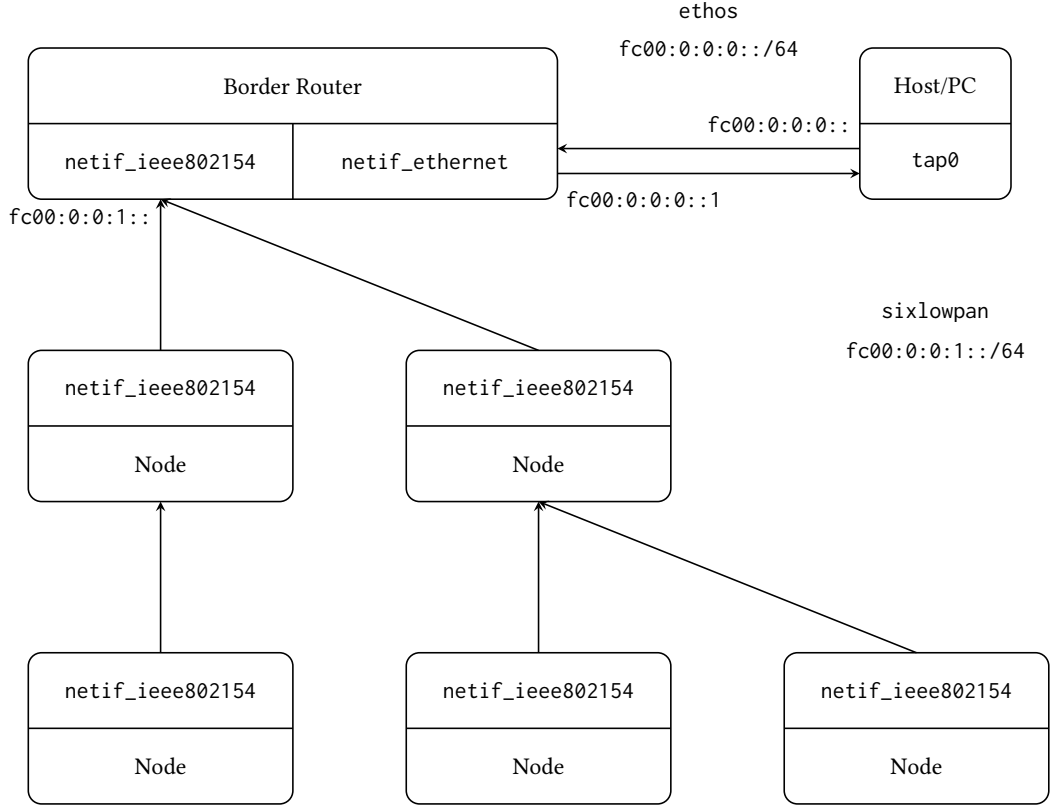 ethos
fc00:0:0:0::/64
Border Router
Host/PC
fc00:0:0:0::
netif_ieee802154
netif_ethernet
tap0
fc00:0:0:0::1
fc00:0:0:1::
sixlowpan
fc00:0:0:1::/64
netif_ieee802154
netif_ieee802154
Node
Node
netif_ieee802154
netif_ieee802154
netif_ieee802154
Node
Node
Node